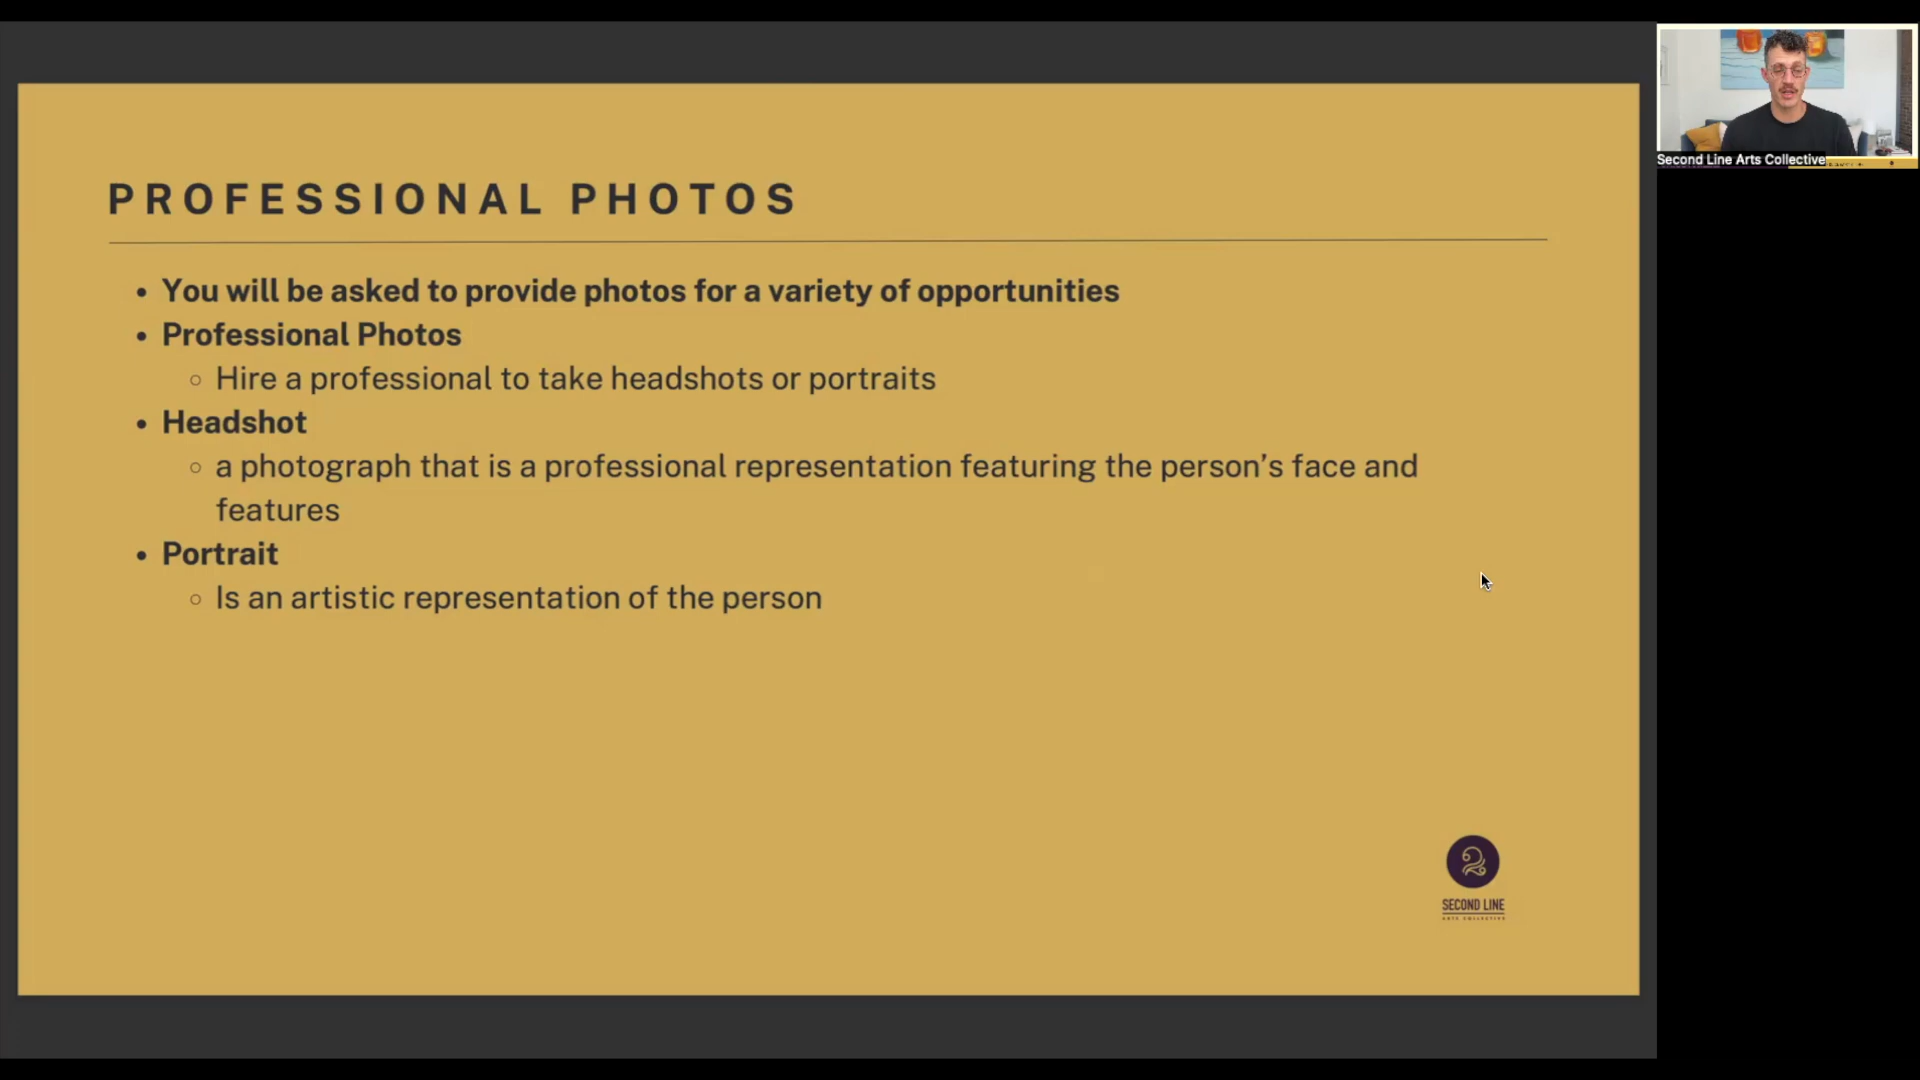 PROFESSIONAL PHOTOS
• You will be asked to provide photos for a variety of opportunities
• Professional Photos
○ Hire a professional to take headshots or portraits
• Headshot
○ a photograph that is a professional representation featuring the person’s face and
features
• Portrait
○ Is an artistic representation of the person
SECOND LINE
ARTS COLLECTIVE
Second Line Arts Collective